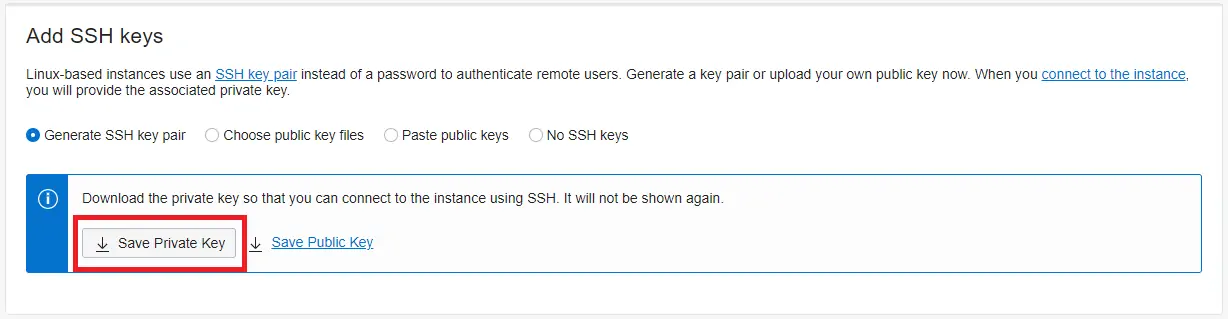 Add SSH keys
Linux-based instances use an SSH key pair instead of a password to authenticate remote users. Generate a key pair or upload your own public key now. When you connect to the instance,
you will provide the associated private key.
Generate SSH key pair Choose public key files Paste public keys No SSH keys
Download the private key so that you can connect to the instance using SSH. It will not be shown again.
Save Private Key Save Public Key